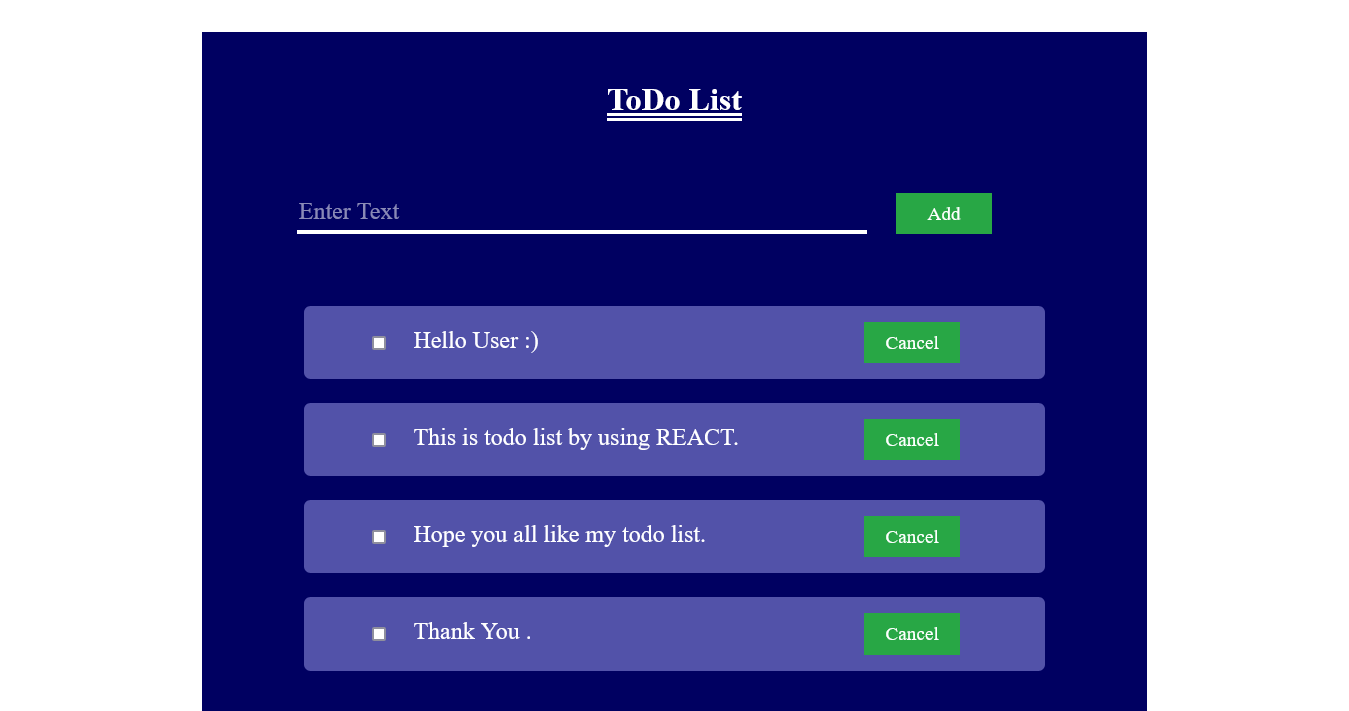 ToDo List
Enter Text
Add
Hello User :)
Cancel
This is todo list by using REACT.
Cancel
Hope you all like my todo list.
Cancel
Thank You .
Cancel